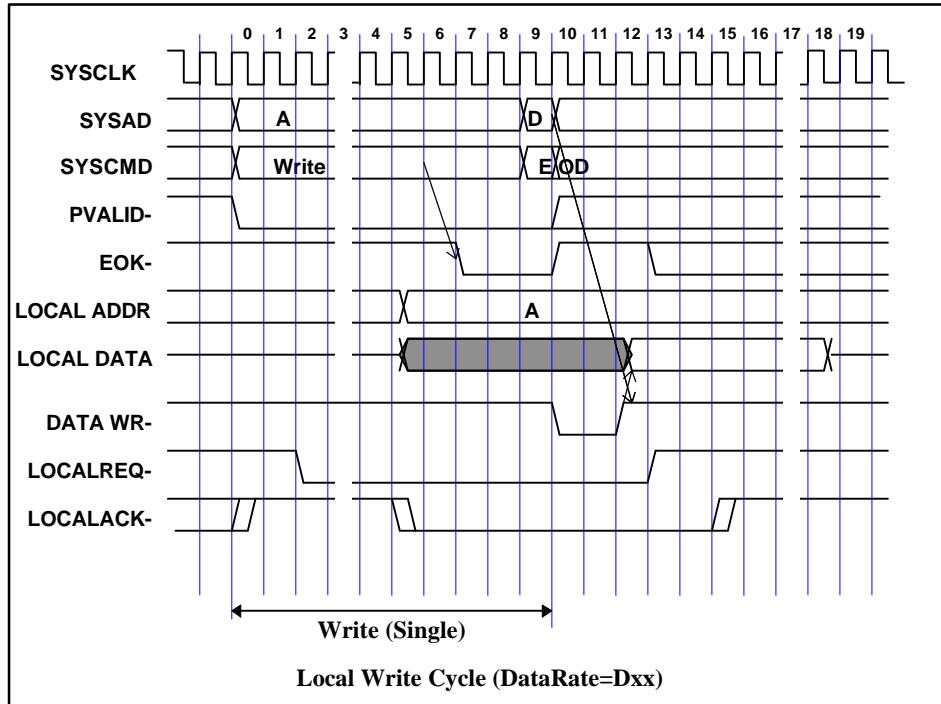 0 1 2 3 4 5 6 7 8 9 10 11 12 13 14 15 16 17 18 19
SYSCLK
SYSAD A D
SYSCMD Write E OD
PVALID-
EOK-
LOCAL ADDR A
LOCAL DATA
DATA WR-
LOCALREQ-
LOCALACK-
Write (Single)
Local Write Cycle (DataRate=Dxx)